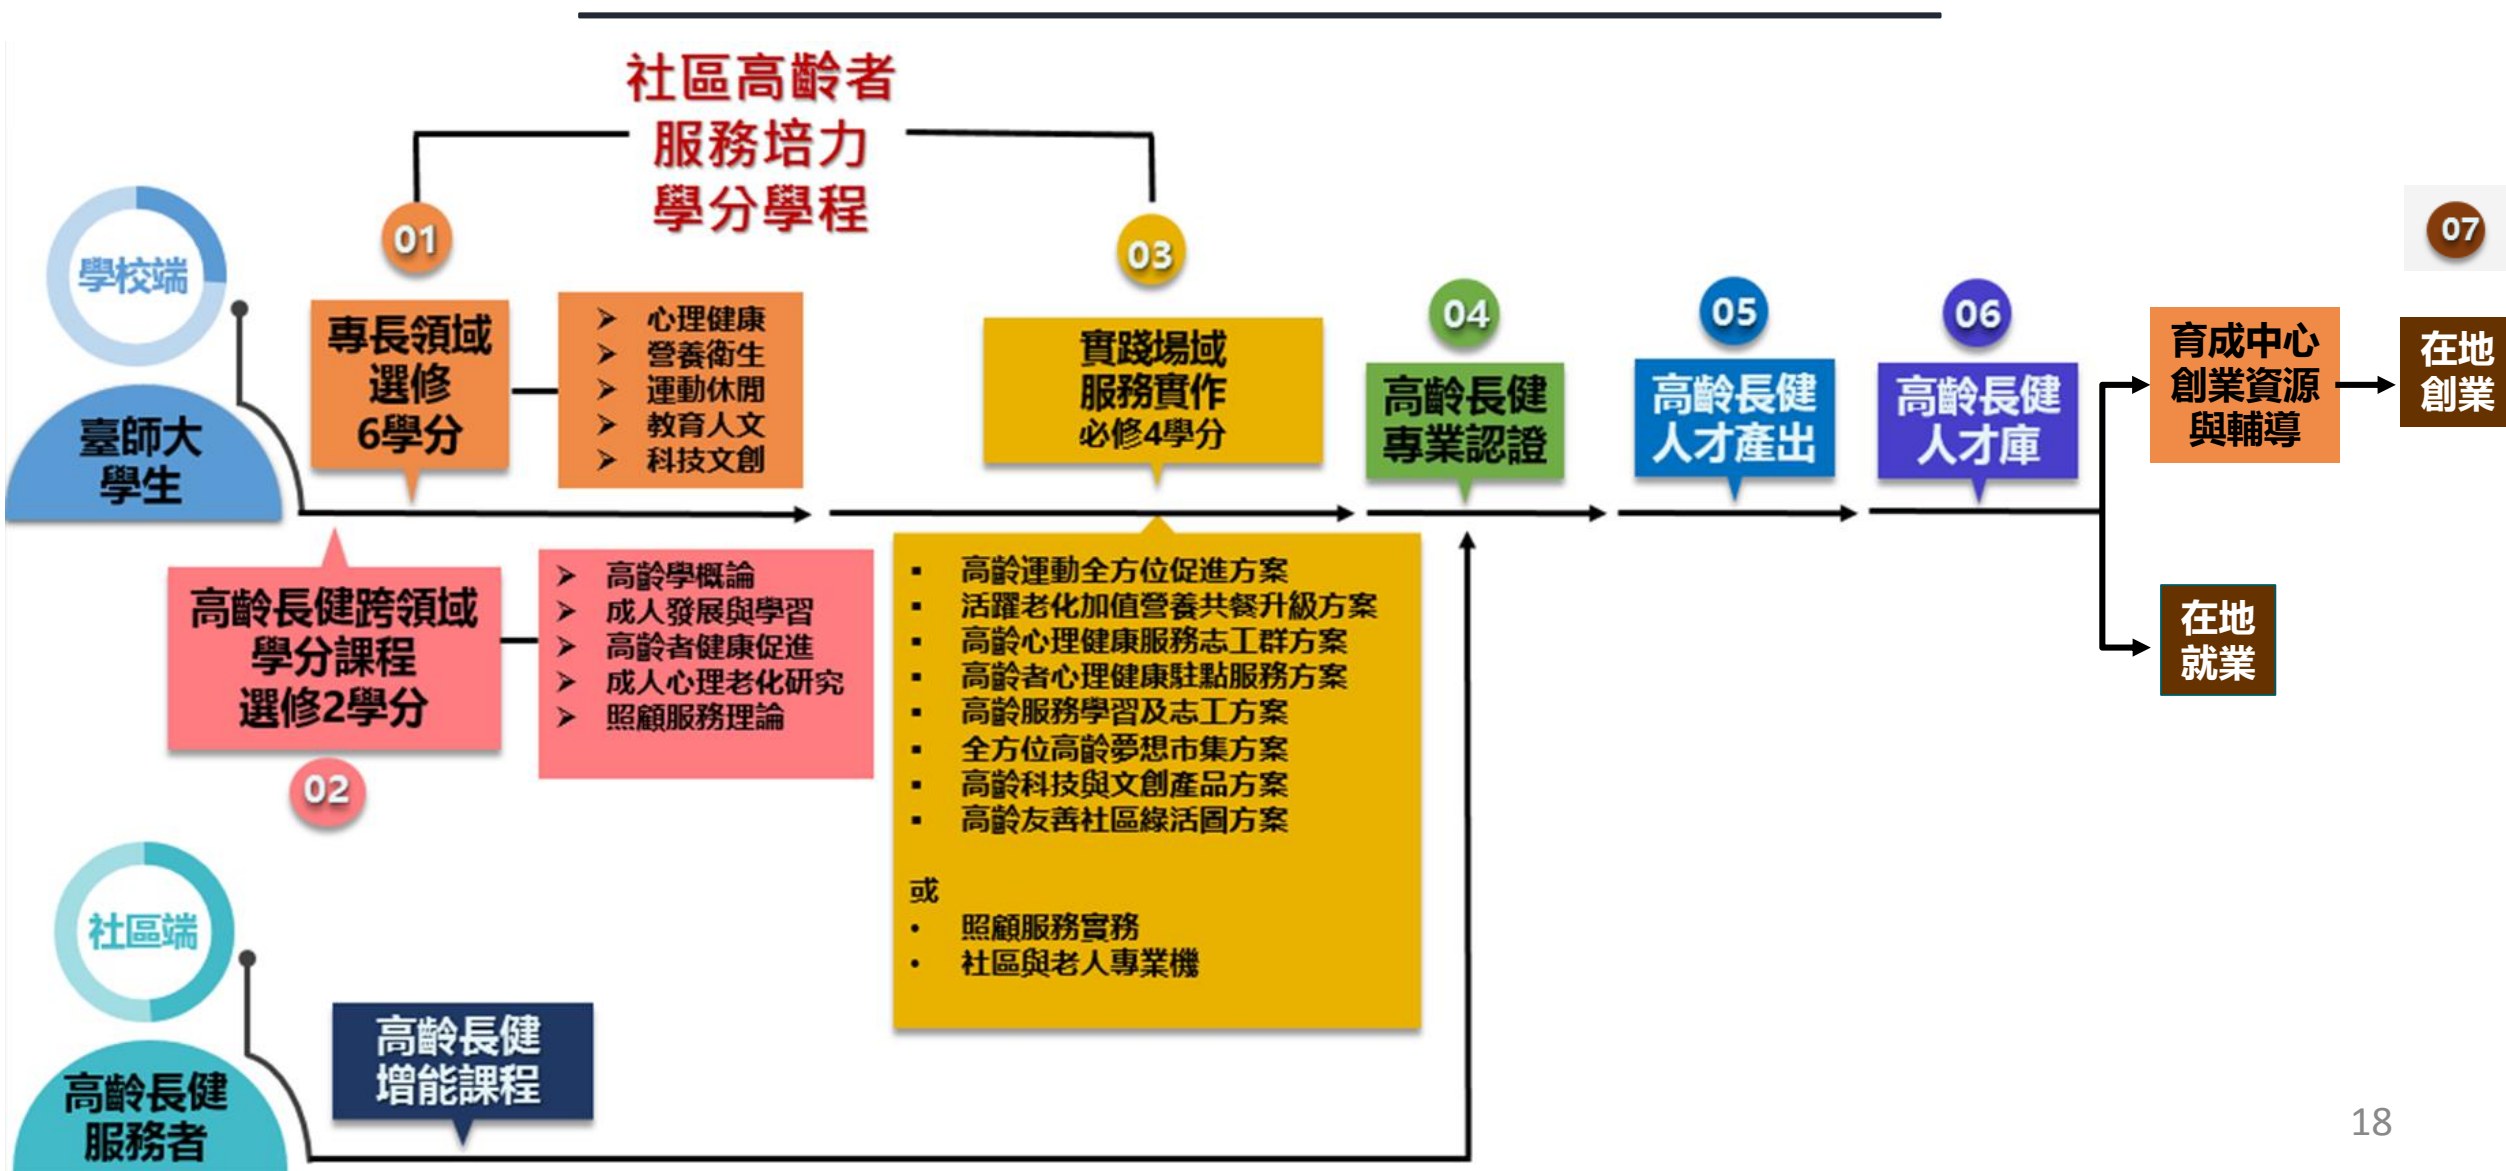 社區高齡者
服務培力
學分學程
學校端
臺師大
學生
01
專長領域
選修
6學分
心理健康
營養衛生
運動休閒
教育人文
科技文創
高齡長健跨領域
學分課程
選修2學分
02
高齡學概論
成人發展與學習
高齡者健康促進
成人心理老化研究
照顧服務理論
03
實踐場域
服務實作
必修4學分
高齡運動全方位促進方案
活躍老化加值營養共餐升級方案
高齡心理健康服務志工群方案
高齡者心理健康駐點服務方案
高齡服務學習及志工方案
全方位高齡夢想市集方案
高齡科技與文創產品方案
高齡友善社區綠活圖方案
或
照顧服務實務
社區與老人專業機
04
高齡長健
專業認證
05
高齡長健
人才產出
06
高齡長健
人才庫
育成中心
創業資源
與輔導
07
在地
創業
在地
就業
社區端
高齡長健
服務者
高齡長健
增能課程
18